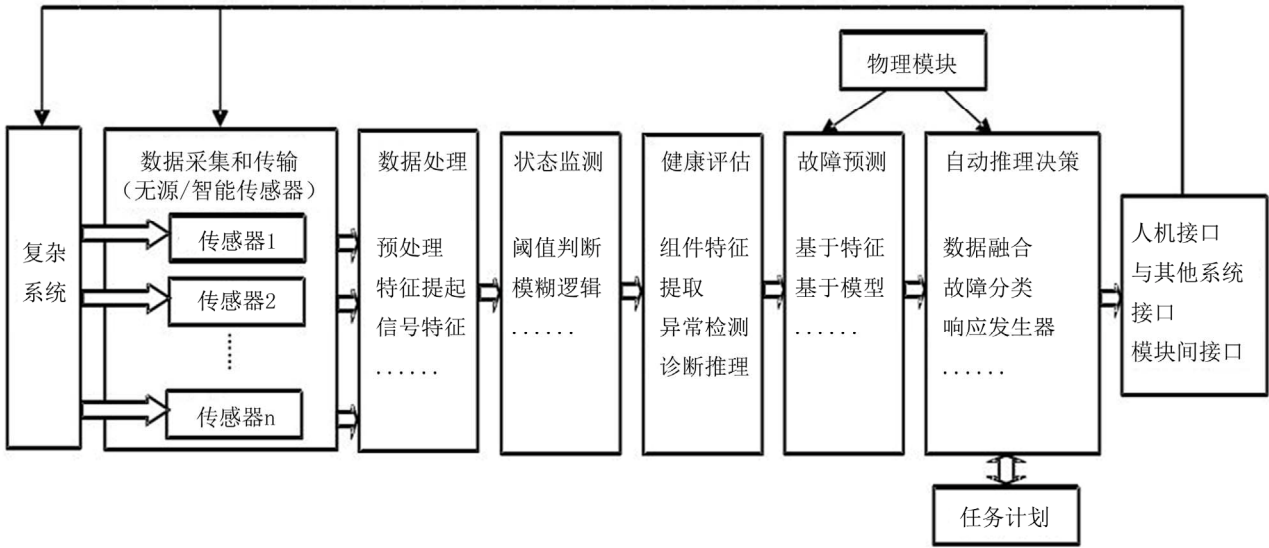 物理模块
复杂
系统
数据采集和传输
（无源/智能传感器）
传感器1
传感器2
......
传感器n
数据处理
预处理
特征提起
信号特征
......
状态监测
阈值判断
模糊逻辑
......
健康评估
组件特征
提取
异常检测
诊断推理
故障预测
基于特征
基于模型
......
自动推理决策
数据融合
故障分类
响应发生器
......
人机接口
与其他系统
接口
模块间接口
任务计划